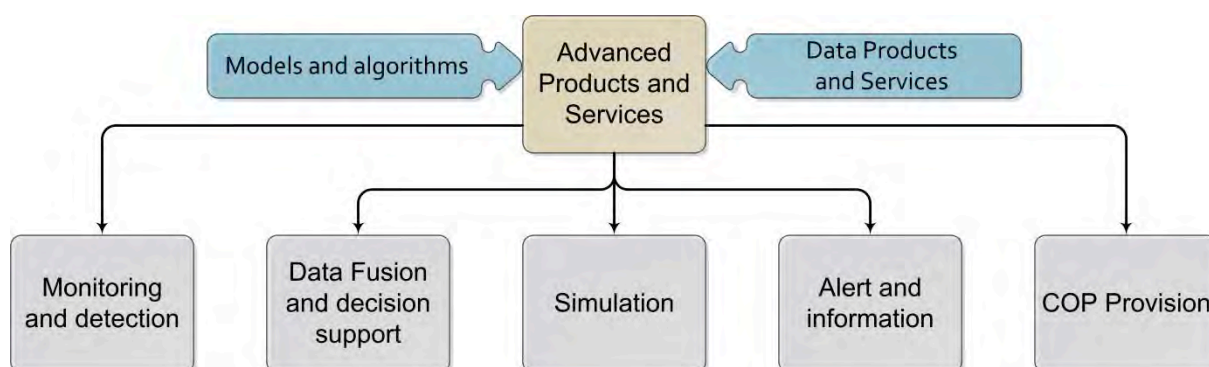 Models and algorithms
Advanced
Products and
Services
Data Products
and Services
Monitoring
and detection
Data Fusion
and decision
support
Simulation
Alert and
information
COP Provision